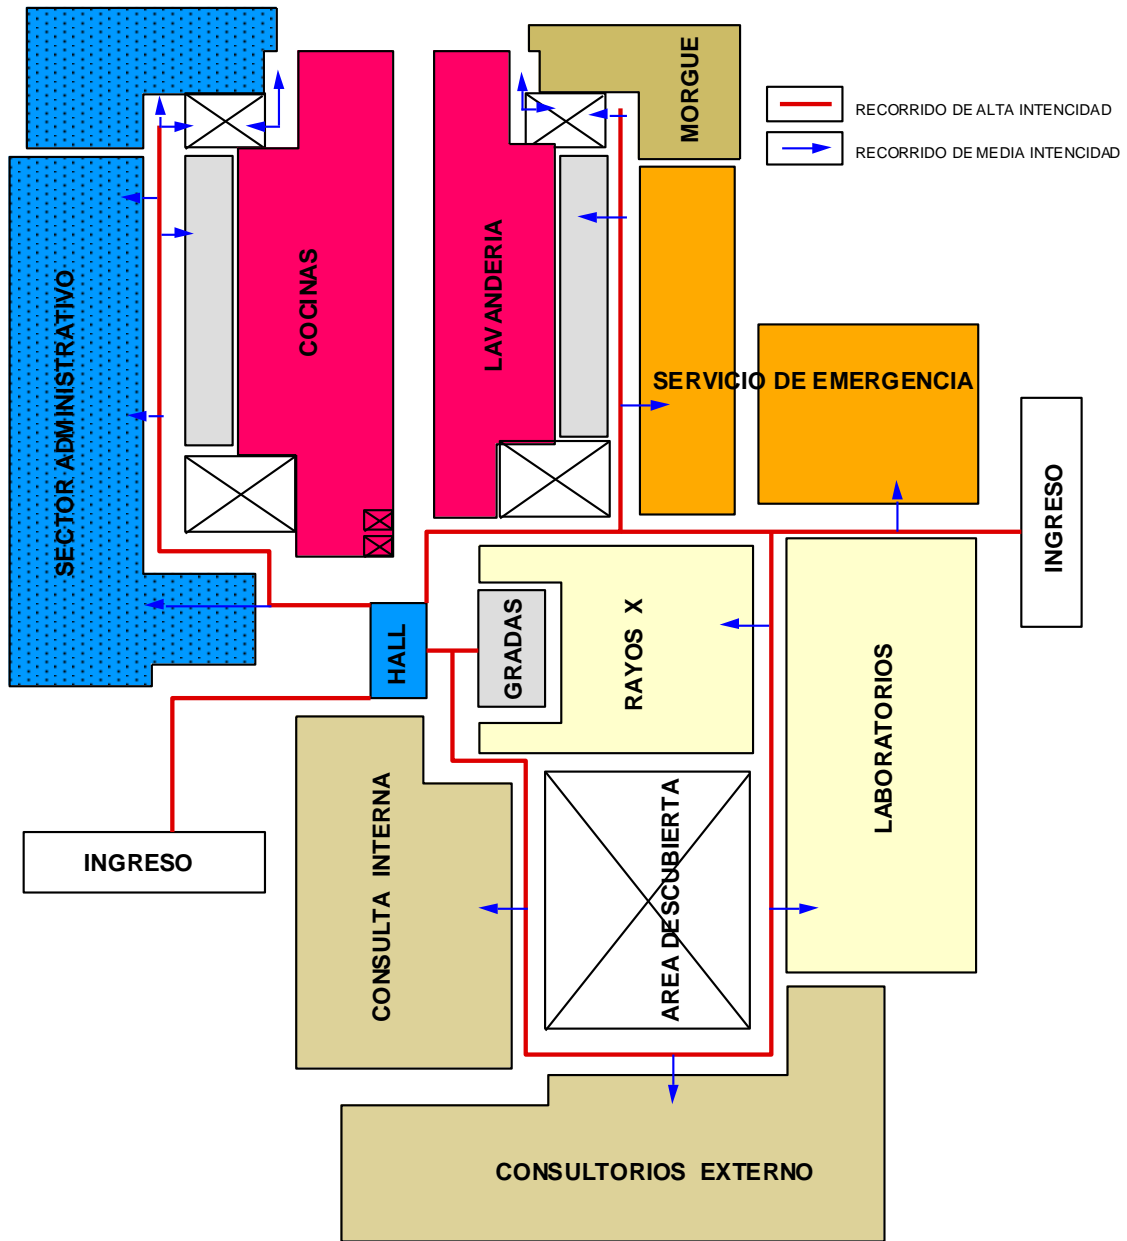 MORGUE
RECORRIDO DE ALTA INTENCIDAD
RECORRIDO DE MEDIA INTENCIDAD
COCINAS
LAVANDERIA
SECTOR ADMINISTRATIVO
SERVICIO DE EMERGENCIA
INGRESO
HALL
GRADAS
RAYOS X
LABORATORIOS
INGRESO
CONSULTA INTERNA
AREA DESCUBIERTA
CONSULTORIOS EXTERNO